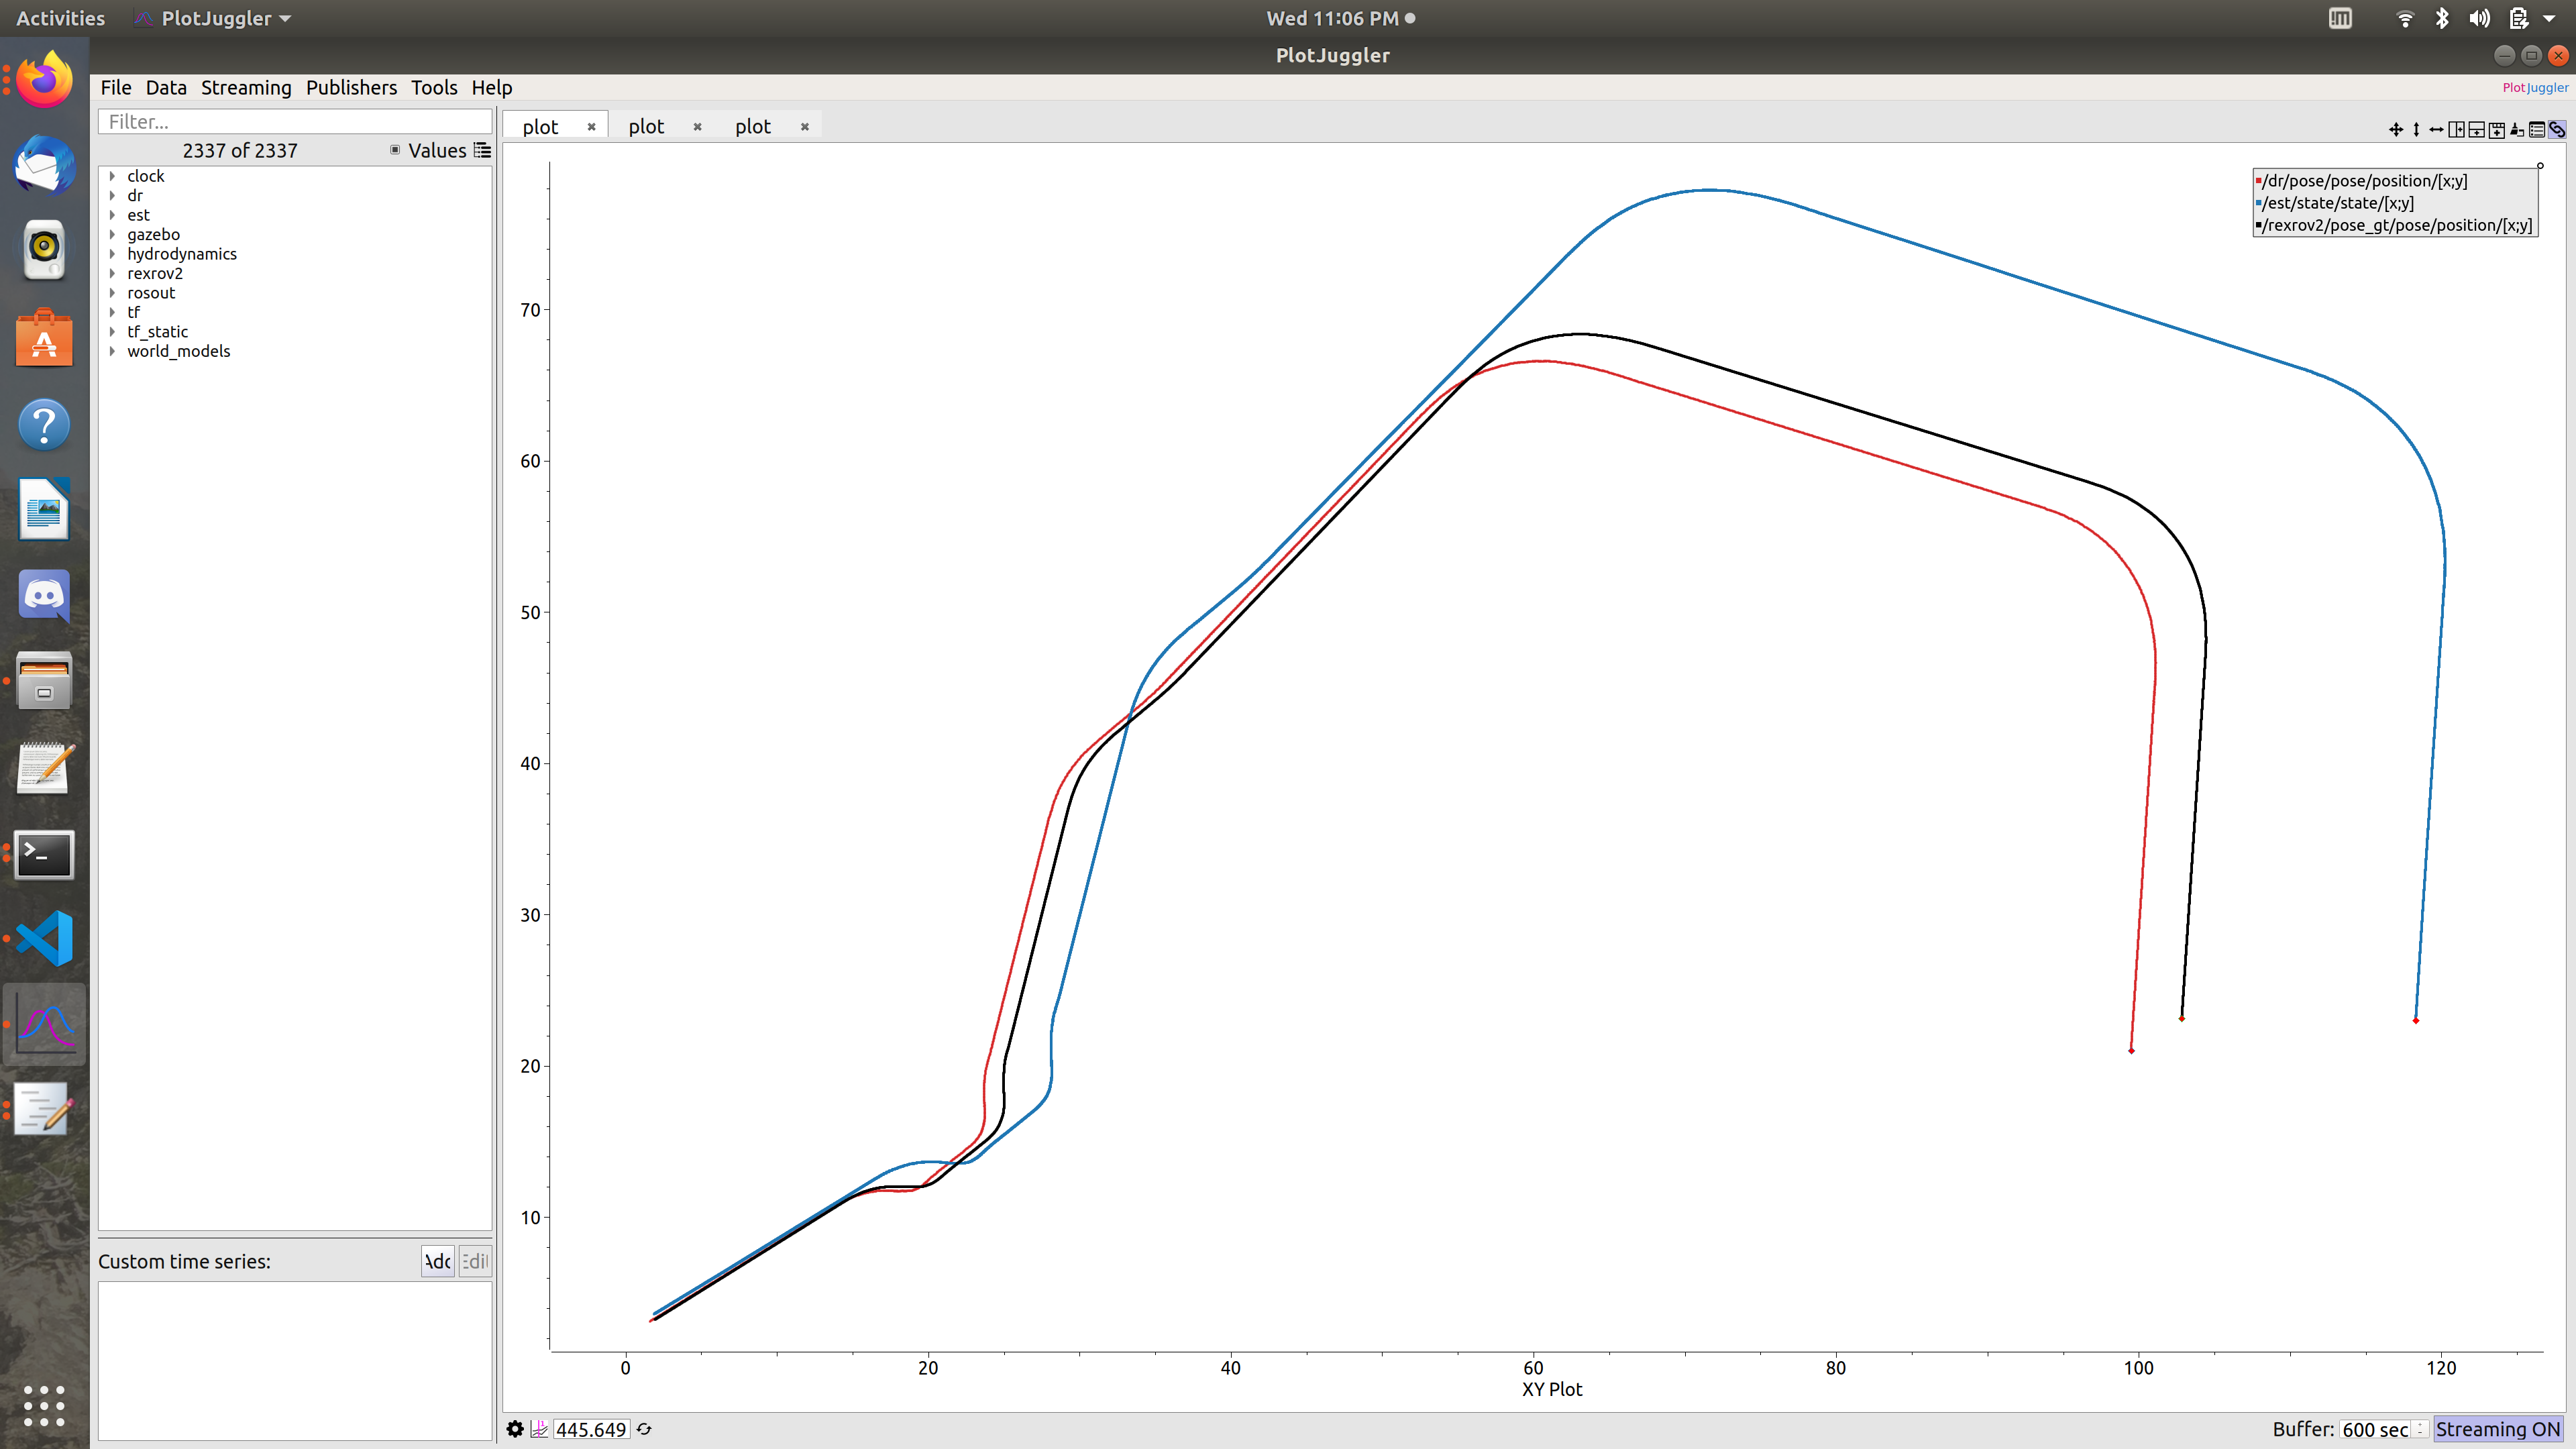 Activities PlotJuggler Wed 11:06 PM
PlotJuggler
File Data Streaming Publishers Tools Help PlotJuggler
Filter...
plot plot plot
2337 of 2337 Values
clock
dr
est
gazebo
hydrodynamics
rexrov2
rosout
tf
tf_static
world_models
/dr/pose/pose/position/[x;y]
/est/state/state/[x;y]
/rexrov2/pose_gt/pose/position/[x;y]
70
60
50
40
30
20
10
0 20 40 60 80 100 120
XY Plot
Custom time series:
445.649 Buffer: 600 sec Streaming ON